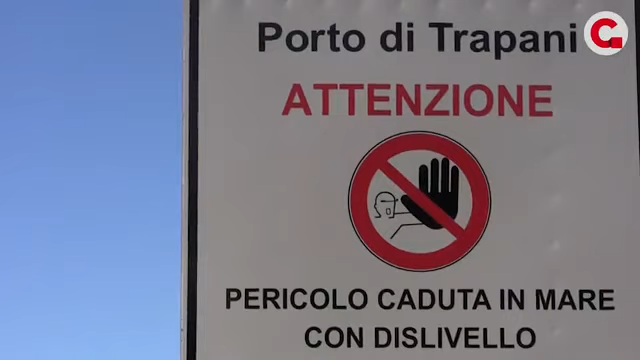 Porto di Trapani
ATTENZIONE
PERICOLO CADUTA IN MARE
CON DISLIVELLO